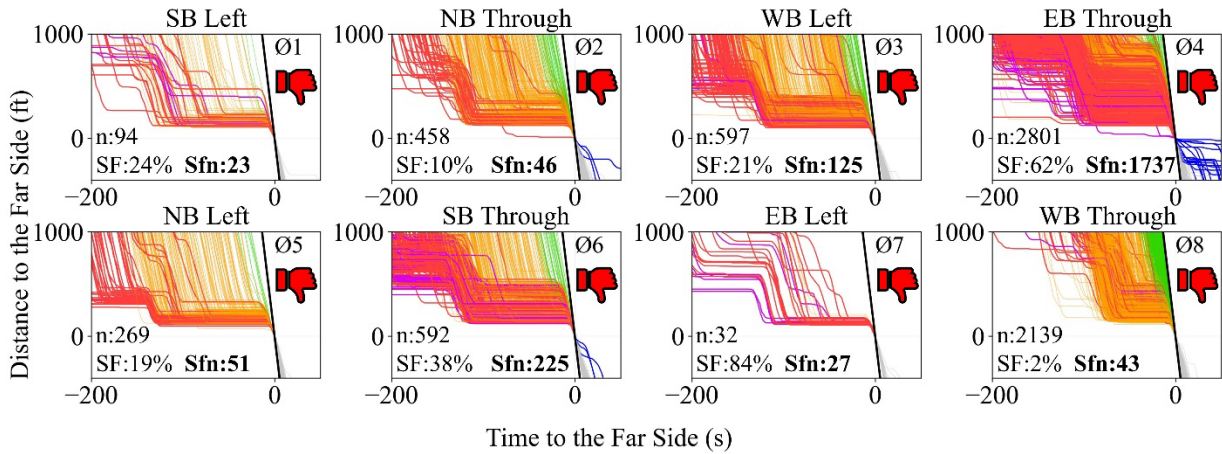 SB Left
NB Through
WB Left
EB Through
1000
0
−200
0
Ø1
n:94
SF:24% Sfn:23
1000
0
−200
0
Ø2
n:458
SF:10% Sfn:46
1000
0
−200
0
Ø3
n:597
SF:21% Sfn:125
1000
0
−200
0
Ø4
n:2801
SF:62% Sfn:1737
NB Left
SB Through
EB Left
WB Through
1000
0
−200
0
Ø5
n:269
SF:19% Sfn:51
1000
0
−200
0
Ø6
n:592
SF:38% Sfn:225
1000
0
−200
0
Ø7
n:32
SF:84% Sfn:27
1000
0
−200
0
Ø8
n:2139
SF:2% Sfn:43
Distance to the Far Side (ft)
Time to the Far Side (s)